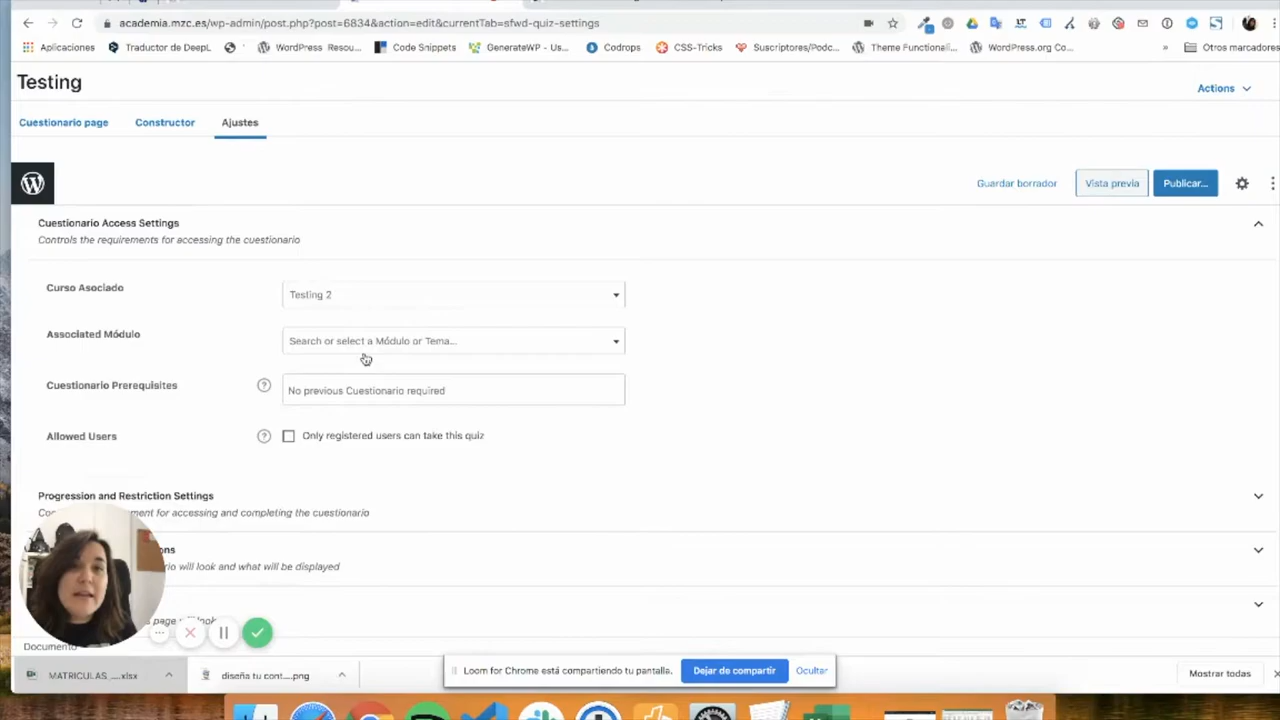 academia.mzc.es/wp-admin/post.php?post=6834&action=edit&currentTab=sfwd-quiz-settings
Aplicaciones Traductor de DeepL WordPress Resou... Code Snippets GenerateWP - Us... Codrops CSS-Tricks Suscriptores/Podc... Theme Functionali... WordPress.org Co... » Otros marcadores
Testing
Actions
Cuestionario page Constructor Ajustes
Guardar borrador Vista previa Publicar...
Cuestionario Access Settings
Controls the requirements for accessing the cuestionario
Curso Asociado Testing 2
Associated Módulo Search or select a Módulo or Tema...
Cuestionario Prerequisites ? No previous Cuestionario required
Allowed Users ? Only registered users can take this quiz
Progression and Restriction Settings
for accessing and completing the cuestionario
will look and what will be displayed
page will look
Documento
Loom for Chrome está compartiendo tu pantalla. Dejar de compartir Ocultar
MATRICULAS_....xlsx diseña tu cont....png Mostrar todas